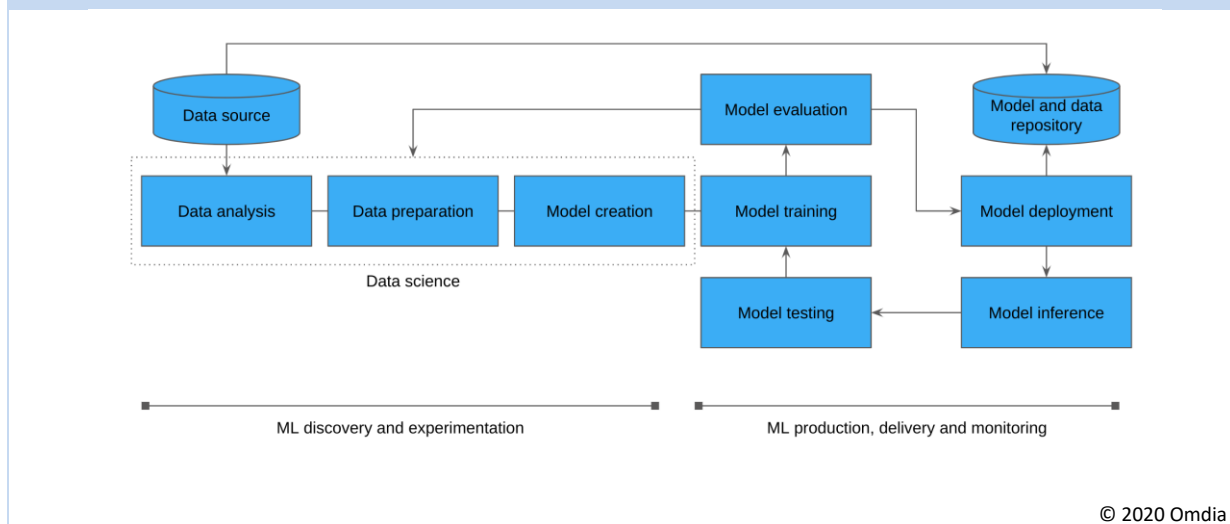 Data source
Model evaluation
Model and data
repository
Data analysis
Data preparation
Model creation
Model training
Model deployment
Data science
Model testing
Model inference
ML discovery and experimentation
ML production, delivery and monitoring
© 2020 Omdia